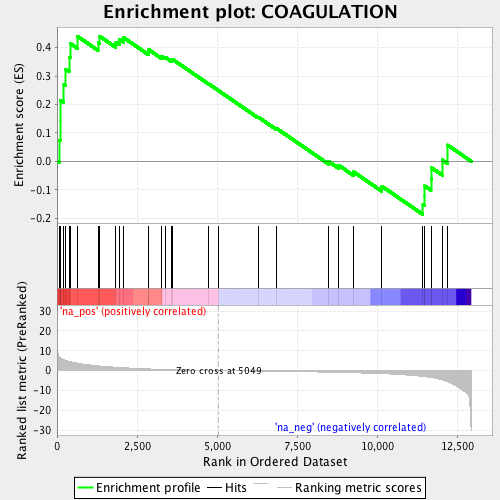 Enrichment plot: COAGULATION
Enrichment score (ES)
0.4
0.3
0.2
0.1
0.0
-0.1
-0.2
'na_pos' (positively correlated)
Ranked list metric (PreRanked)
30
20
10
0
-10
-20
-30
Zero cross at 5049
'na_neg' (negatively correlated)
0 2,500 5,000 7,500 10,000 12,500
Rank in Ordered Dataset
Enrichment profile Hits Ranking metric scores